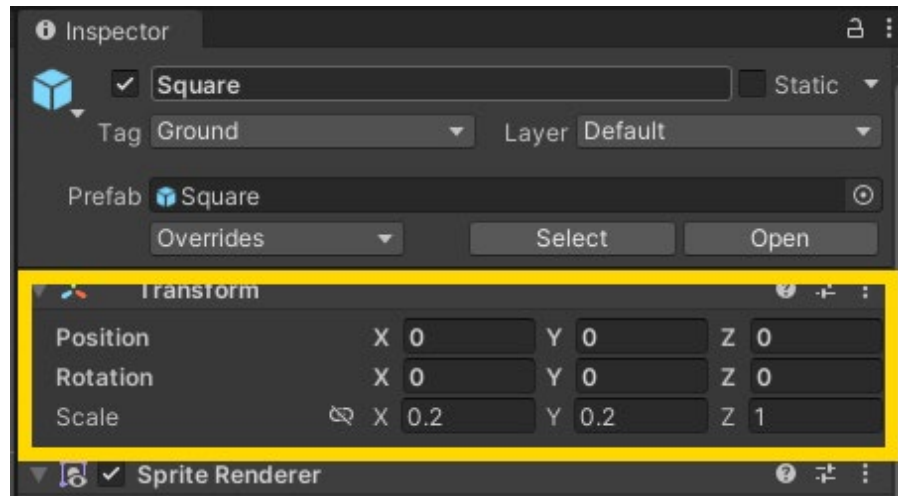 Inspector
Square Static
Tag Ground Layer Default
Prefab Square
Overrides Select Open
Transform
Position X 0 Y 0 Z 0
Rotation X 0 Y 0 Z 0
Scale X 0.2 Y 0.2 Z 1
Sprite Renderer